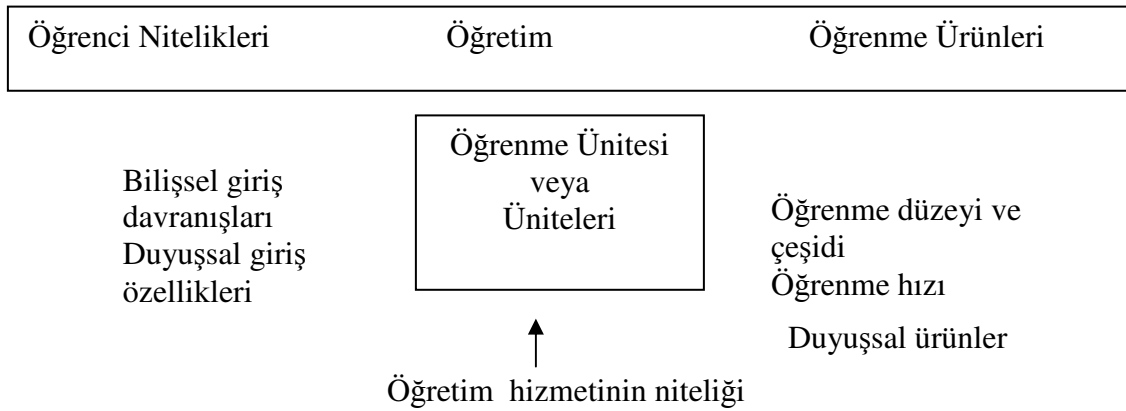 Öğrenci Nitelikleri Öğretim Öğrenme Ürünleri
Bilişsel giriş
davranışları
Duyuşsal giriş
özellikleri
Öğrenme Ünitesi
veya
Üniteleri
Öğrenme düzeyi ve
çeşidi
Öğrenme hızı
Duyuşsal ürünler
Öğretim hizmetinin niteliği